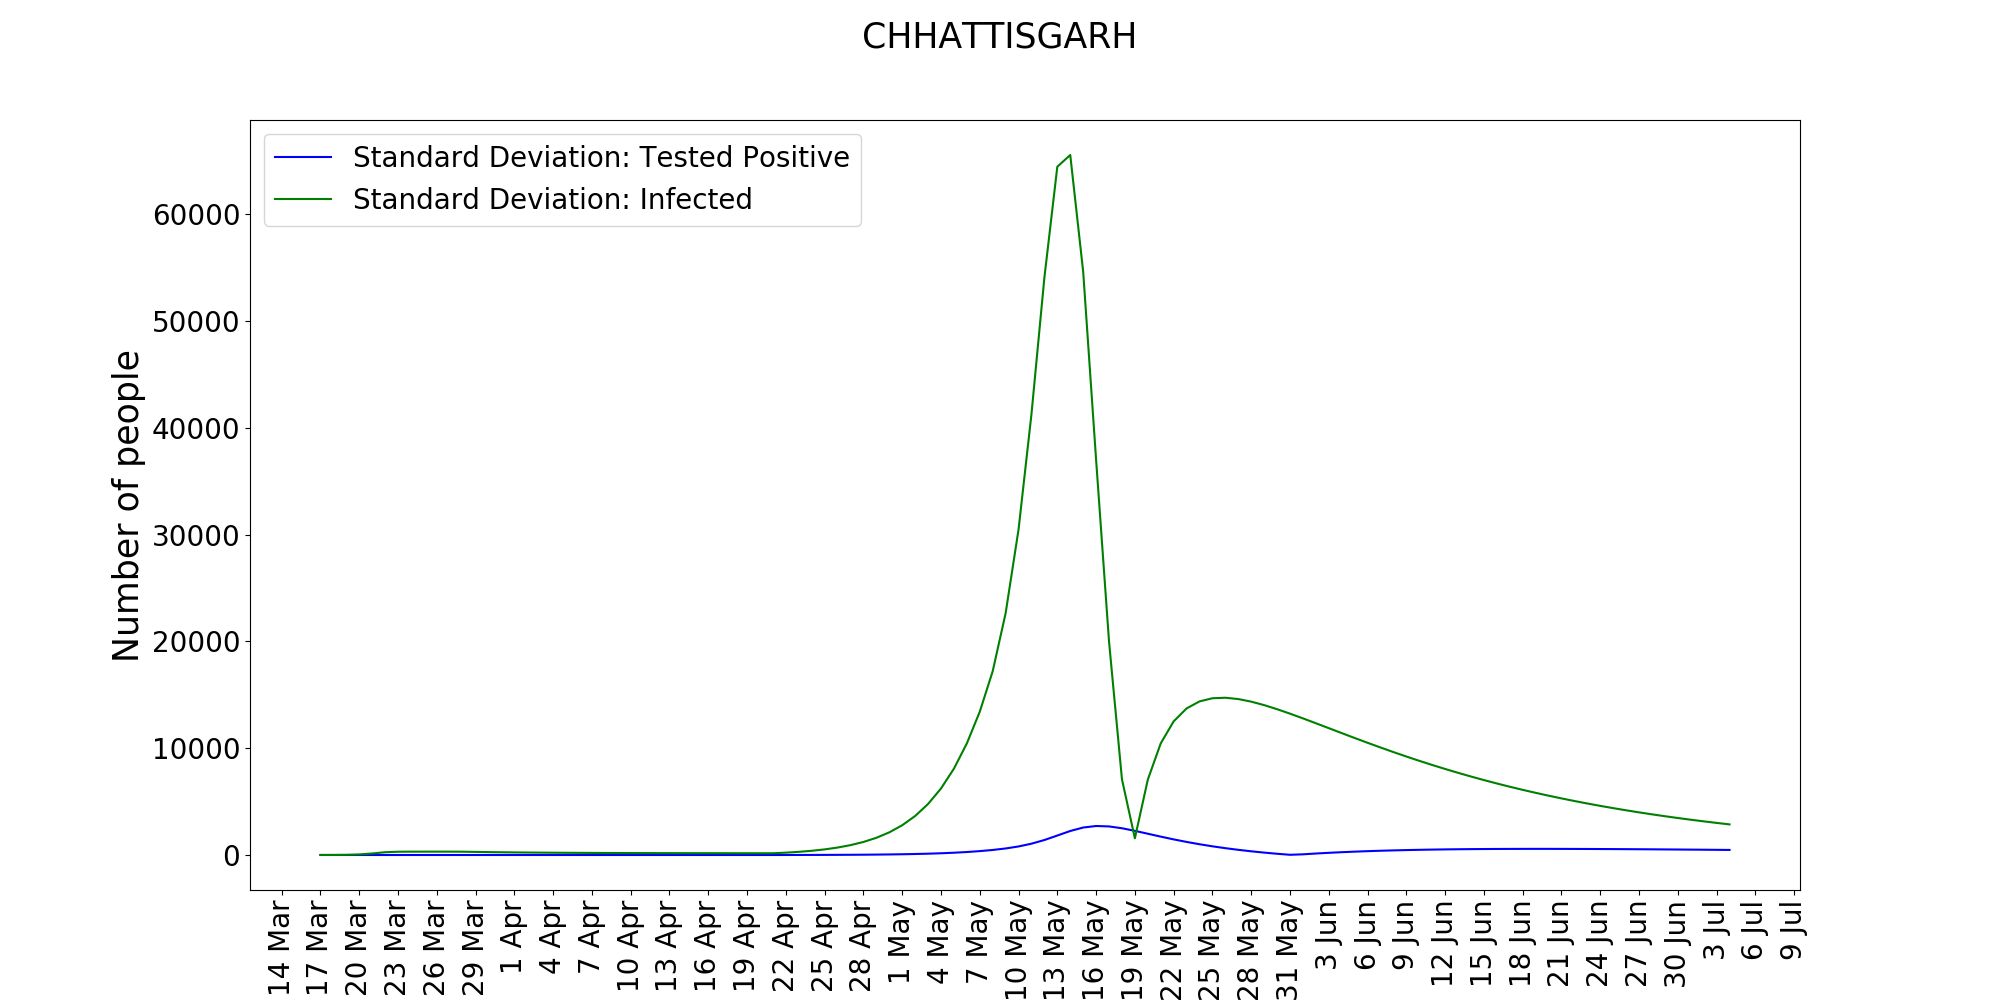 CHHATTISGARH
Standard Deviation: Tested Positive
Standard Deviation: Infected
Number of people
60000
50000
40000
30000
20000
10000
0
14 Mar
17 Mar
20 Mar
23 Mar
26 Mar
29 Mar
1 Apr
4 Apr
7 Apr
10 Apr
13 Apr
16 Apr
19 Apr
22 Apr
25 Apr
28 Apr
1 May
4 May
7 May
10 May
13 May
16 May
19 May
22 May
25 May
28 May
31 May
3 Jun
6 Jun
9 Jun
12 Jun
15 Jun
18 Jun
21 Jun
24 Jun
27 Jun
30 Jun
3 Jul
6 Jul
9 Jul